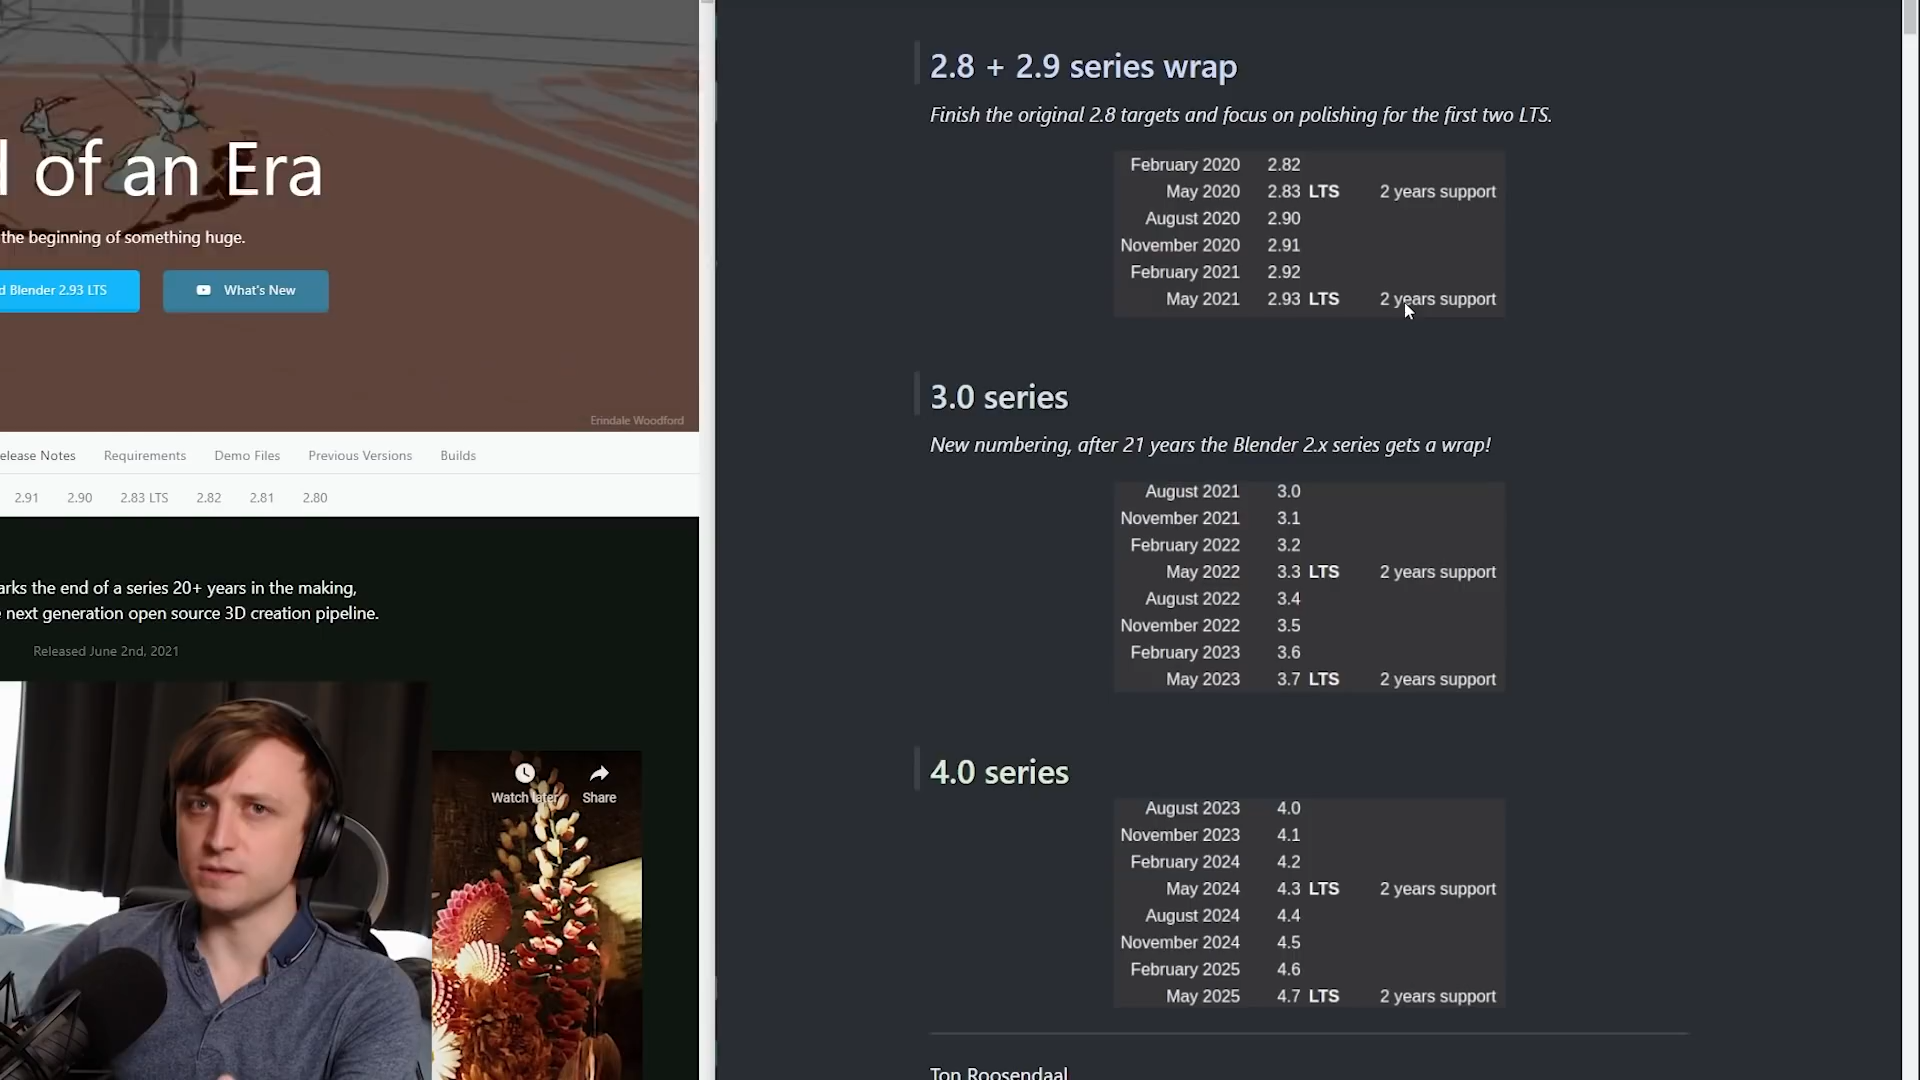 d of an Era
the beginning of something huge.
d Blender 2.93 LTS
What's New
Erindale Woodford
elease Notes
Requirements
Demo Files
Previous Versions
Builds
2.91
2.90
2.83 LTS
2.82
2.81
2.80
arks the end of a series 20+ years in the making,
e next generation open source 3D creation pipeline.
Released June 2nd, 2021
Watch later
Share
2.8 + 2.9 series wrap
Finish the original 2.8 targets and focus on polishing for the first two LTS.
February 2020 2.82
May 2020 2.83 LTS 2 years support
August 2020 2.90
November 2020 2.91
February 2021 2.92
May 2021 2.93 LTS 2 years support
3.0 series
New numbering, after 21 years the Blender 2.x series gets a wrap!
August 2021 3.0
November 2021 3.1
February 2022 3.2
May 2022 3.3 LTS 2 years support
August 2022 3.4
November 2022 3.5
February 2023 3.6
May 2023 3.7 LTS 2 years support
4.0 series
August 2023 4.0
November 2023 4.1
February 2024 4.2
May 2024 4.3 LTS 2 years support
August 2024 4.4
November 2024 4.5
February 2025 4.6
May 2025 4.7 LTS 2 years support
Ton Roosendaal